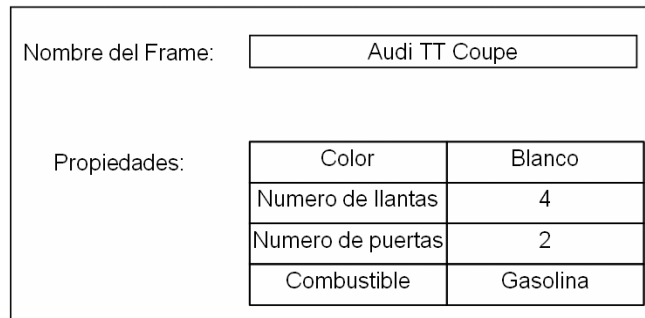 Nombre del Frame: Audi TT Coupe
Propiedades: Color Blanco
Numero de llantas 4
Numero de puertas 2
Combustible Gasolina